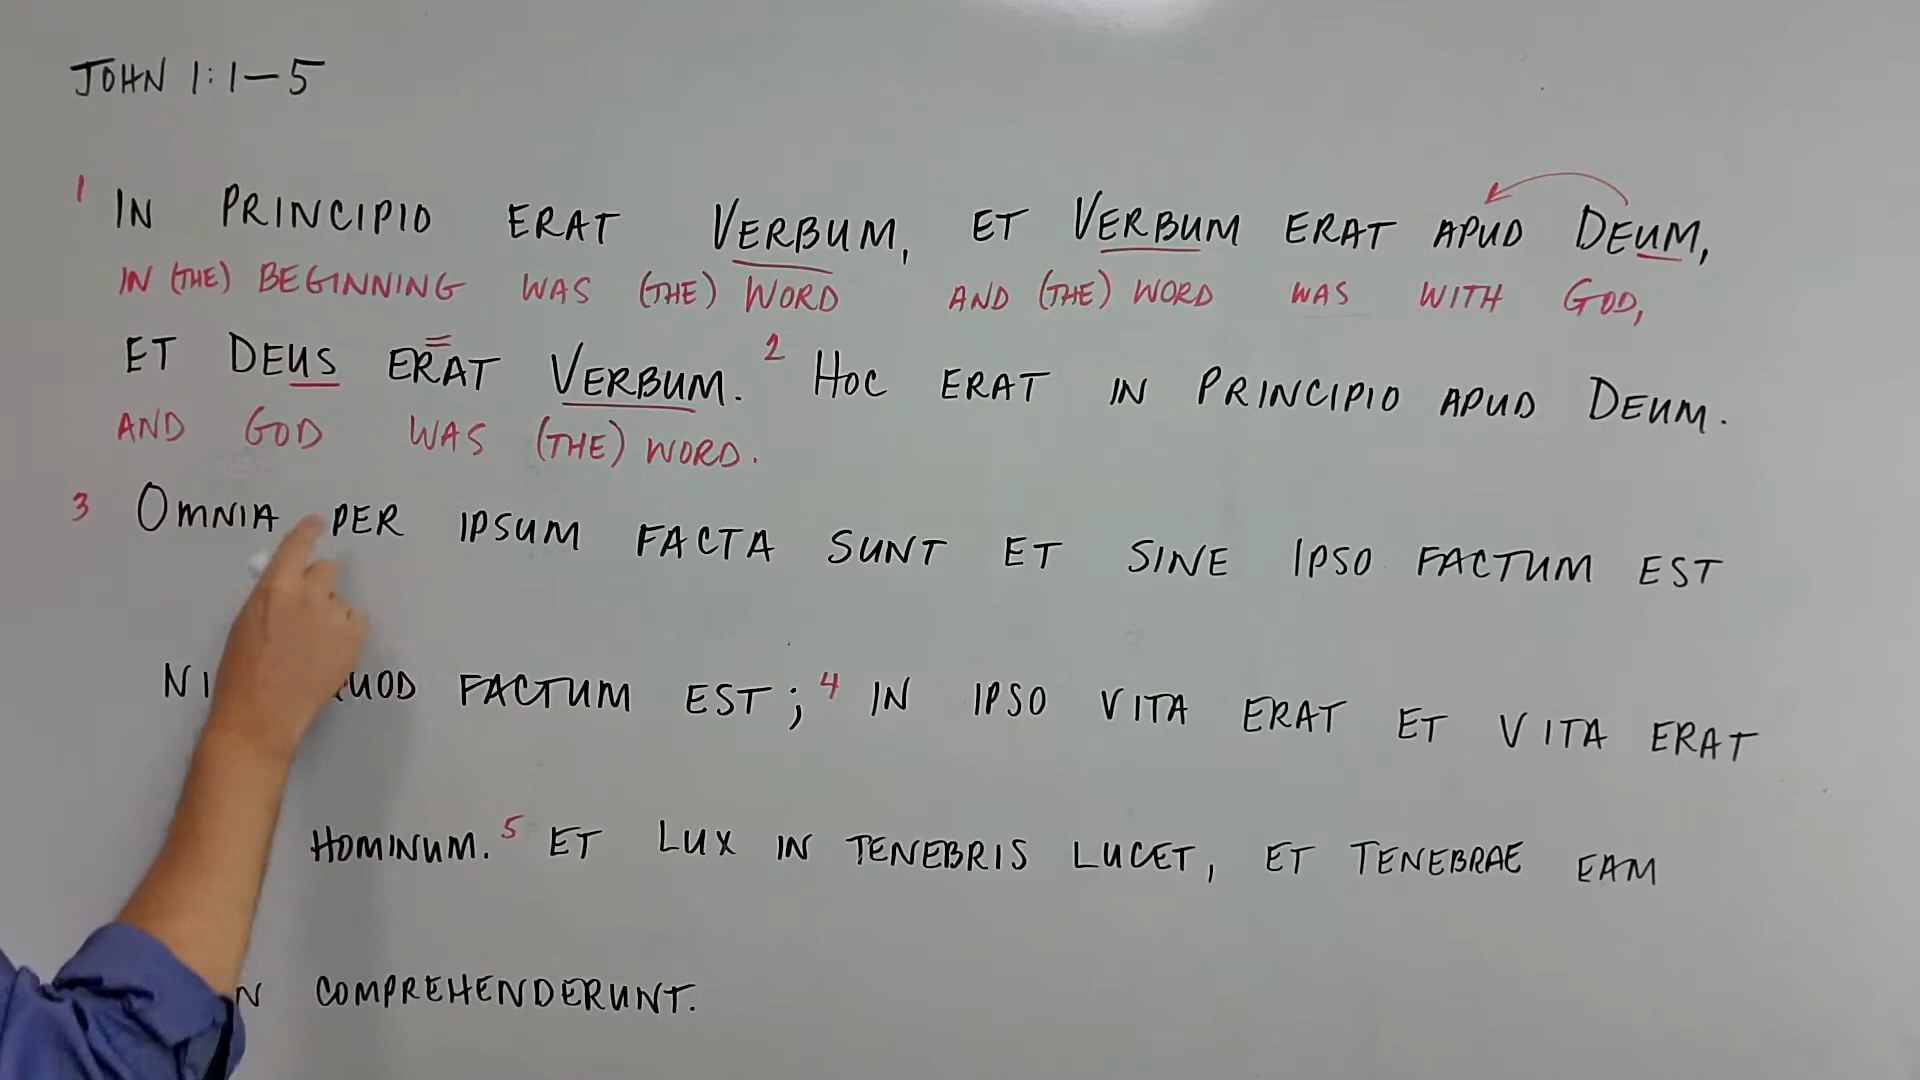 JOHN 1:1–5
1 IN PRINCIPIO ERAT VERBUM, ET VERBUM ERAT APUD DEUM,
IN (THE) BEGINNING WAS (THE) WORD AND (THE) WORD WAS WITH GOD,
ET DEUS ERAT VERBUM. 2 HOC ERAT IN PRINCIPIO APUD DEUM.
AND GOD WAS (THE) WORD.
3 OMNIA PER IPSUM FACTA SUNT ET SINE IPSO FACTUM EST
FACTUM EST; 4 IN IPSO VITA ERAT ET VITA ERAT
HOMINUM. 5 ET LUX IN TENEBRIS LUCET, ET TENEBRAE EAM
COMPREHENDERUNT.